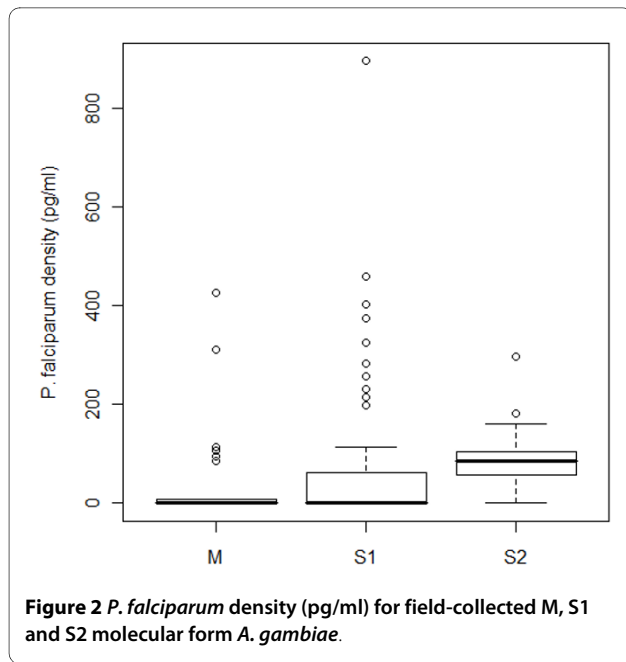 P. falciparum density (pg/ml)
800
600
400
200
0
M S1 S2
Figure 2 P. falciparum density (pg/ml) for field-collected M, S1
and S2 molecular form A. gambiae.